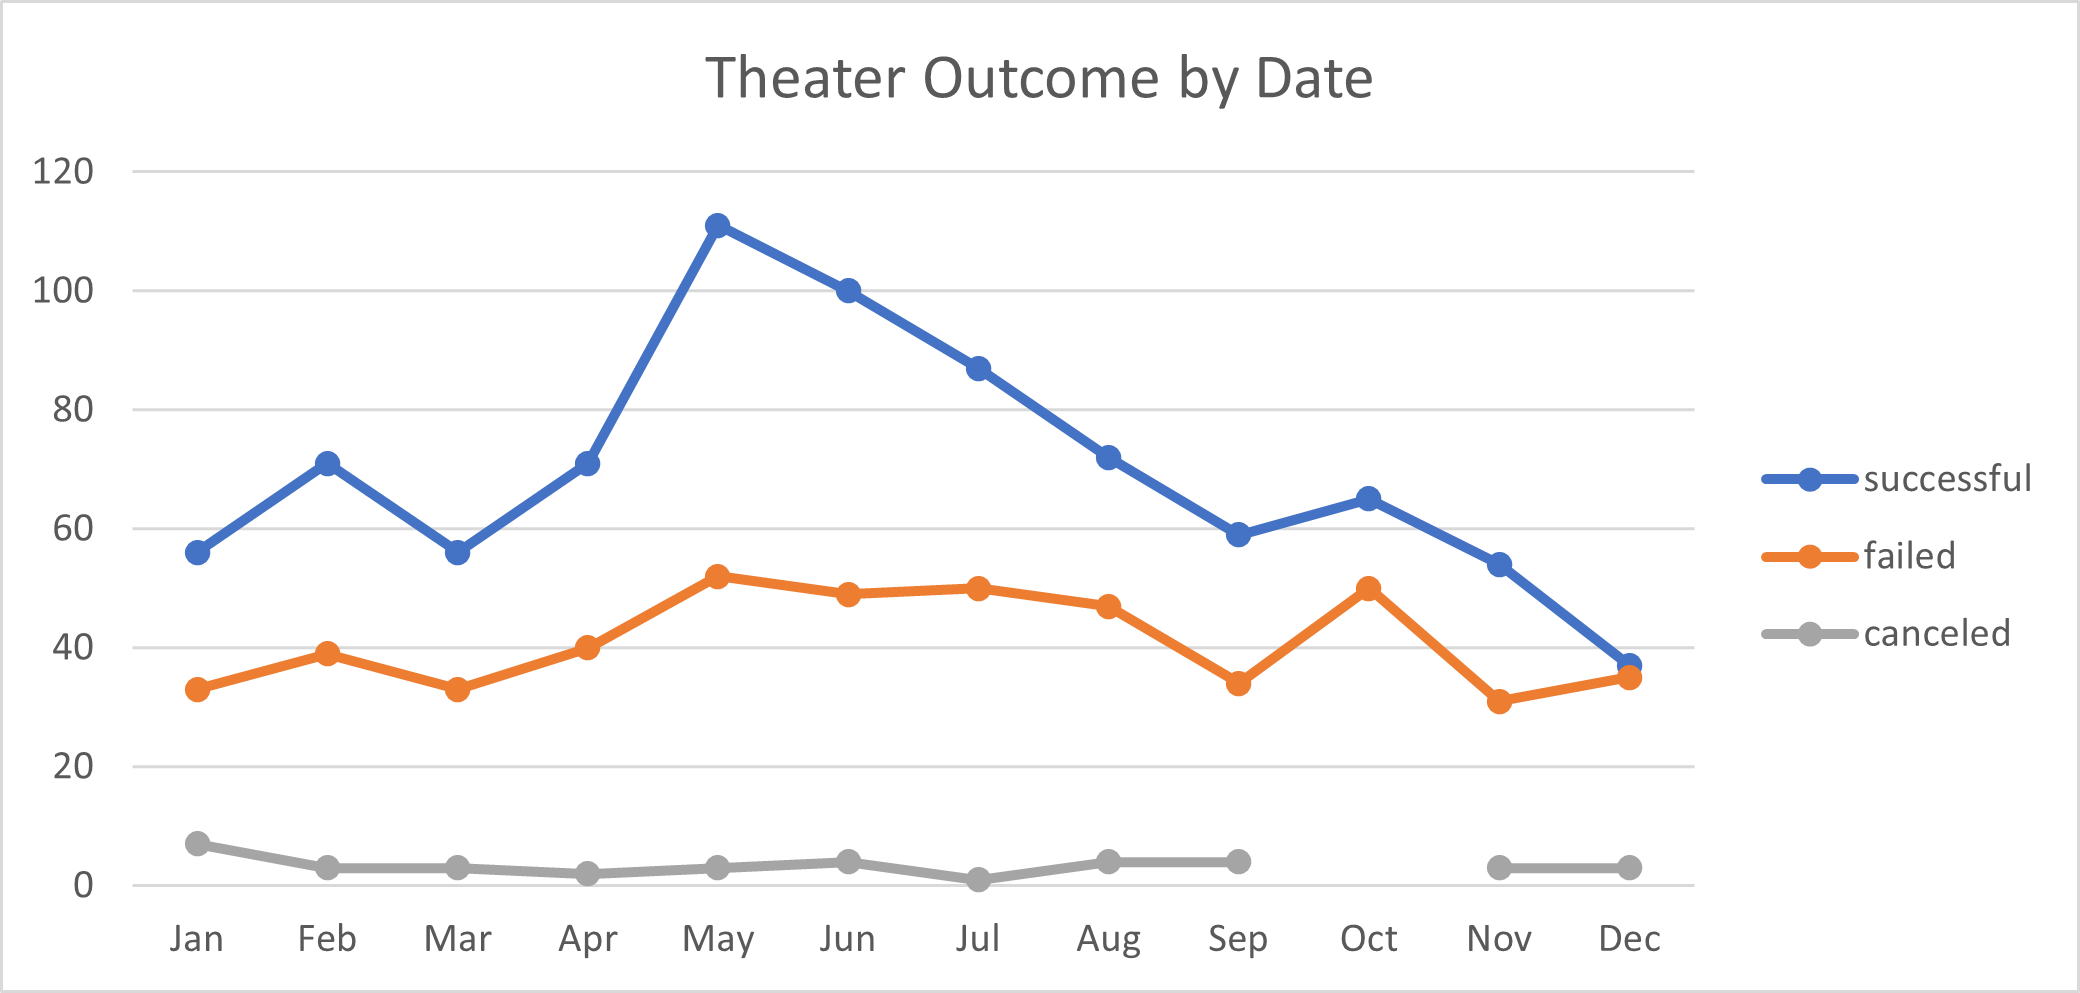 Theater Outcome by Date
120
100
80
60
40
20
0
Jan Feb Mar Apr May Jun Jul Aug Sep Oct Nov Dec
successful
failed
canceled